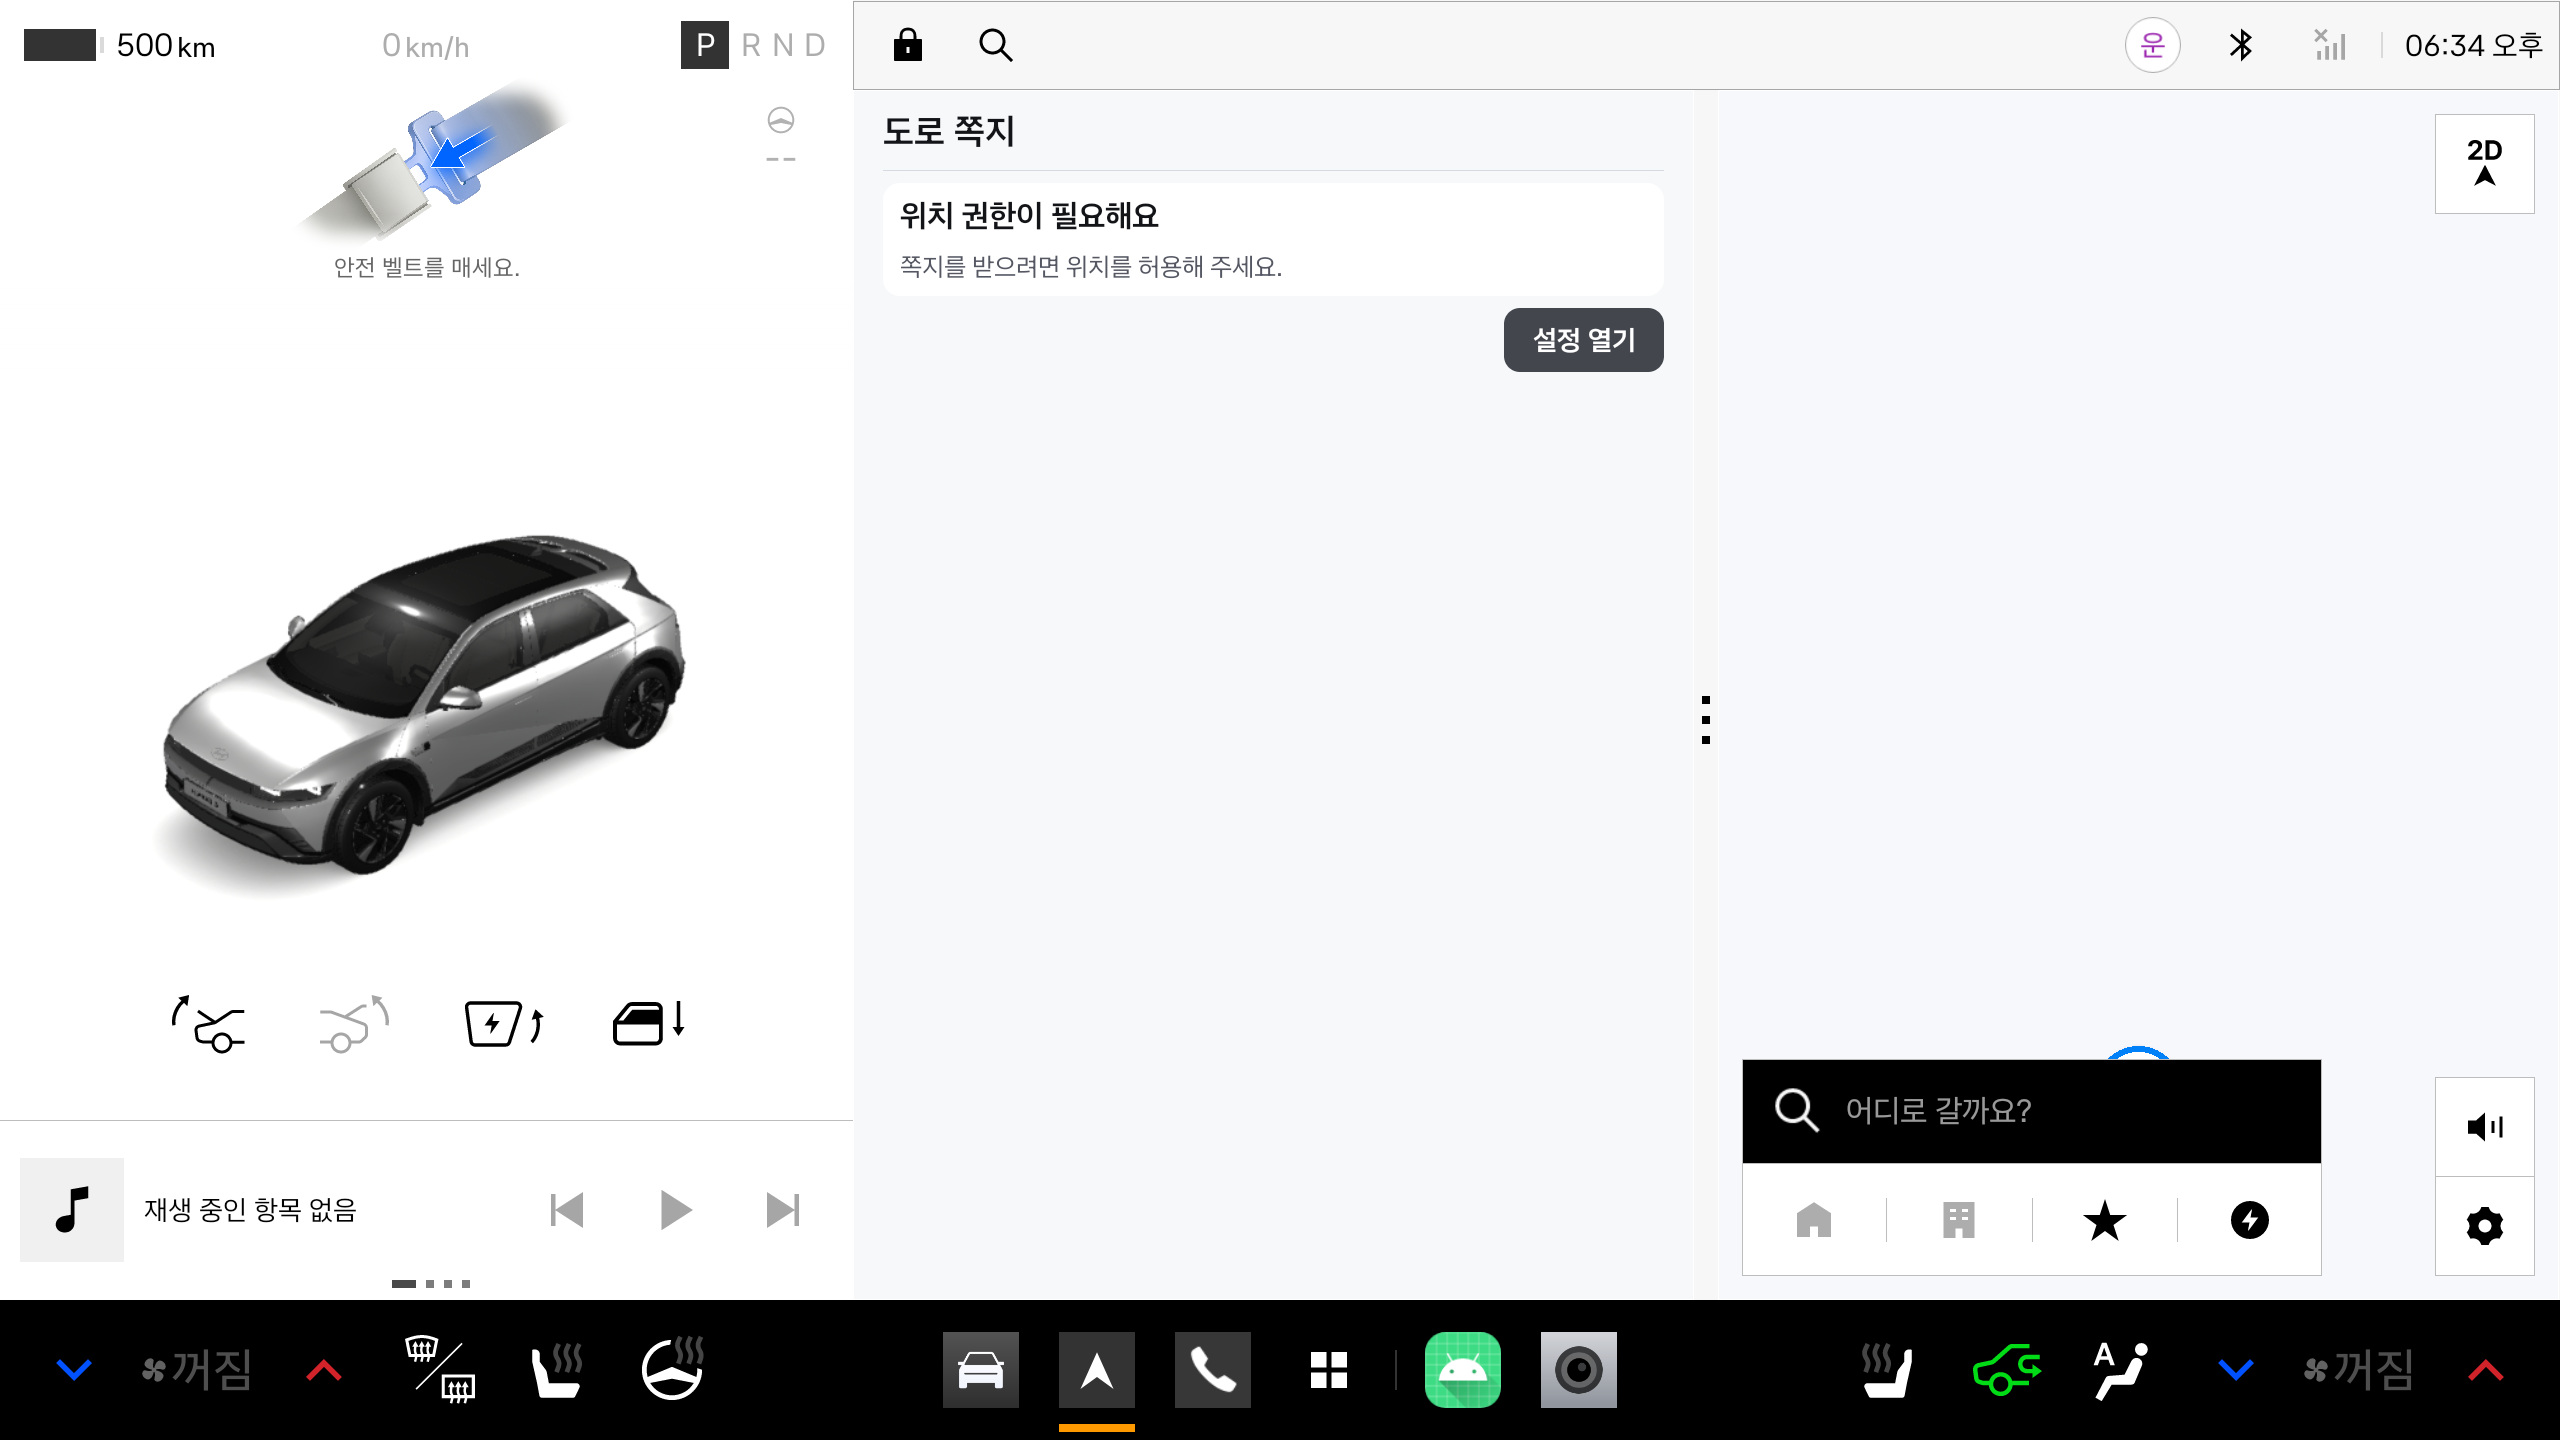 500 km
0 km/h
P R N D
안전 벨트를 매세요.
재생 중인 항목 없음
운
06:34 오후
도로 쪽지
위치 권한이 필요해요
쪽지를 받으려면 위치를 허용해 주세요.
설정 열기
2D
어디로 갈까요?
꺼짐
A
꺼짐